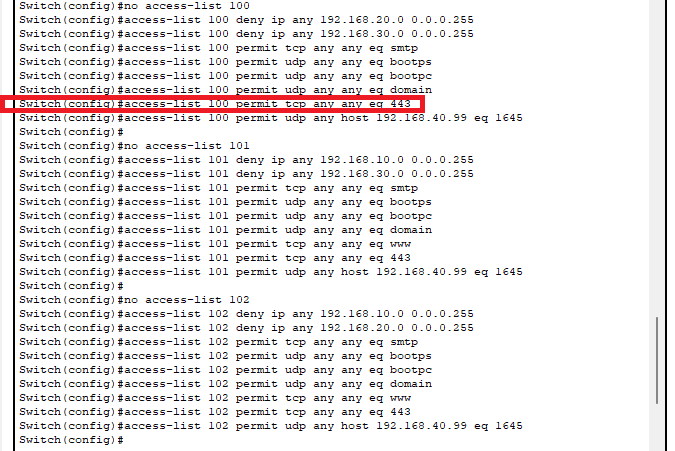 Switch(config)#no access-list 100
Switch(config)#access-list 100 deny ip any 192.168.20.0 0.0.0.255
Switch(config)#access-list 100 deny ip any 192.168.30.0 0.0.0.255
Switch(config)#access-list 100 permit tcp any any eq smtp
Switch(config)#access-list 100 permit udp any any eq bootps
Switch(config)#access-list 100 permit udp any any eq bootpc
Switch(config)#access-list 100 permit udp any any eq domain
Switch(config)#access-list 100 permit tcp any any eq 443
Switch(config)#access-list 100 permit udp any host 192.168.40.99 eq 1645
Switch(config)#
Switch(config)#no access-list 101
Switch(config)#access-list 101 deny ip any 192.168.10.0 0.0.0.255
Switch(config)#access-list 101 deny ip any 192.168.30.0 0.0.0.255
Switch(config)#access-list 101 permit tcp any any eq smtp
Switch(config)#access-list 101 permit udp any any eq bootps
Switch(config)#access-list 101 permit udp any any eq bootpc
Switch(config)#access-list 101 permit udp any any eq domain
Switch(config)#access-list 101 permit tcp any any eq www
Switch(config)#access-list 101 permit tcp any any eq 443
Switch(config)#access-list 101 permit udp any host 192.168.40.99 eq 1645
Switch(config)#
Switch(config)#no access-list 102
Switch(config)#access-list 102 deny ip any 192.168.10.0 0.0.0.255
Switch(config)#access-list 102 deny ip any 192.168.20.0 0.0.0.255
Switch(config)#access-list 102 permit tcp any any eq smtp
Switch(config)#access-list 102 permit udp any any eq bootps
Switch(config)#access-list 102 permit udp any any eq bootpc
Switch(config)#access-list 102 permit udp any any eq domain
Switch(config)#access-list 102 permit tcp any any eq www
Switch(config)#access-list 102 permit tcp any any eq 443
Switch(config)#access-list 102 permit udp any host 192.168.40.99 eq 1645
Switch(config)#